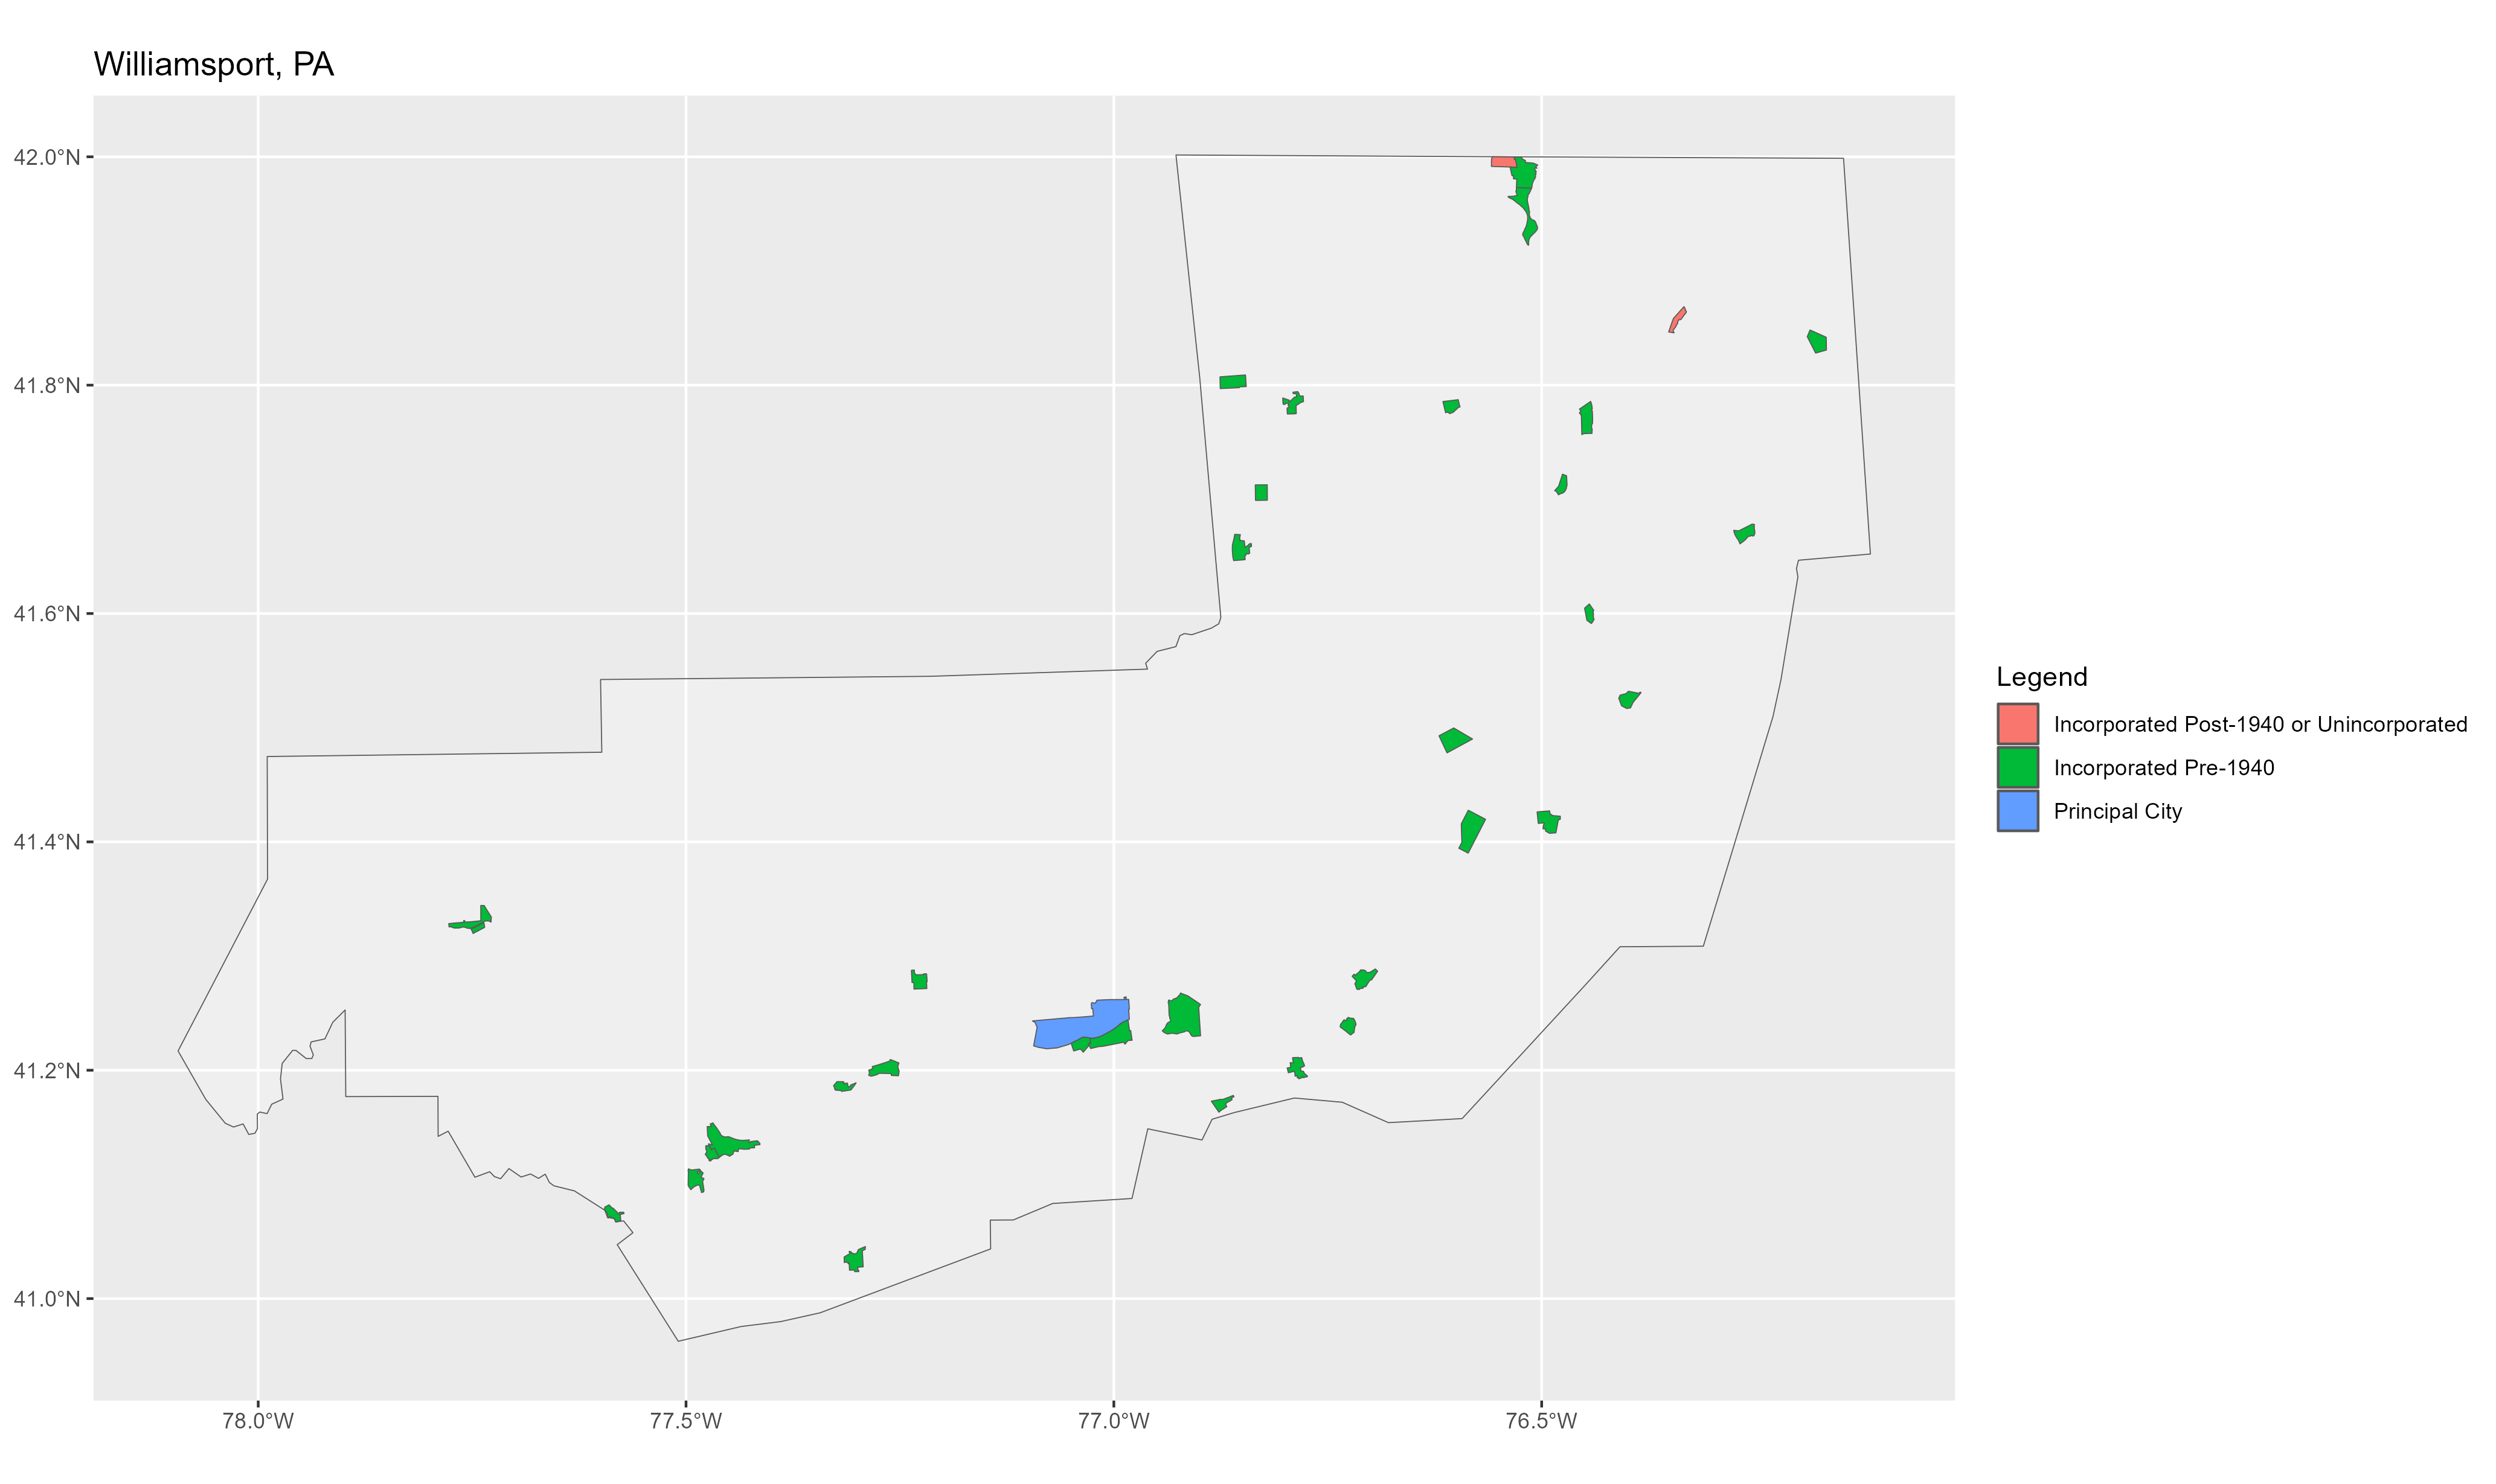 Williamsport, PA
42.0°N
41.8°N
41.6°N
41.4°N
41.2°N
41.0°N
78.0°W
77.5°W
77.0°W
76.5°W
Legend
Incorporated Post-1940 or Unincorporated
Incorporated Pre-1940
Principal City